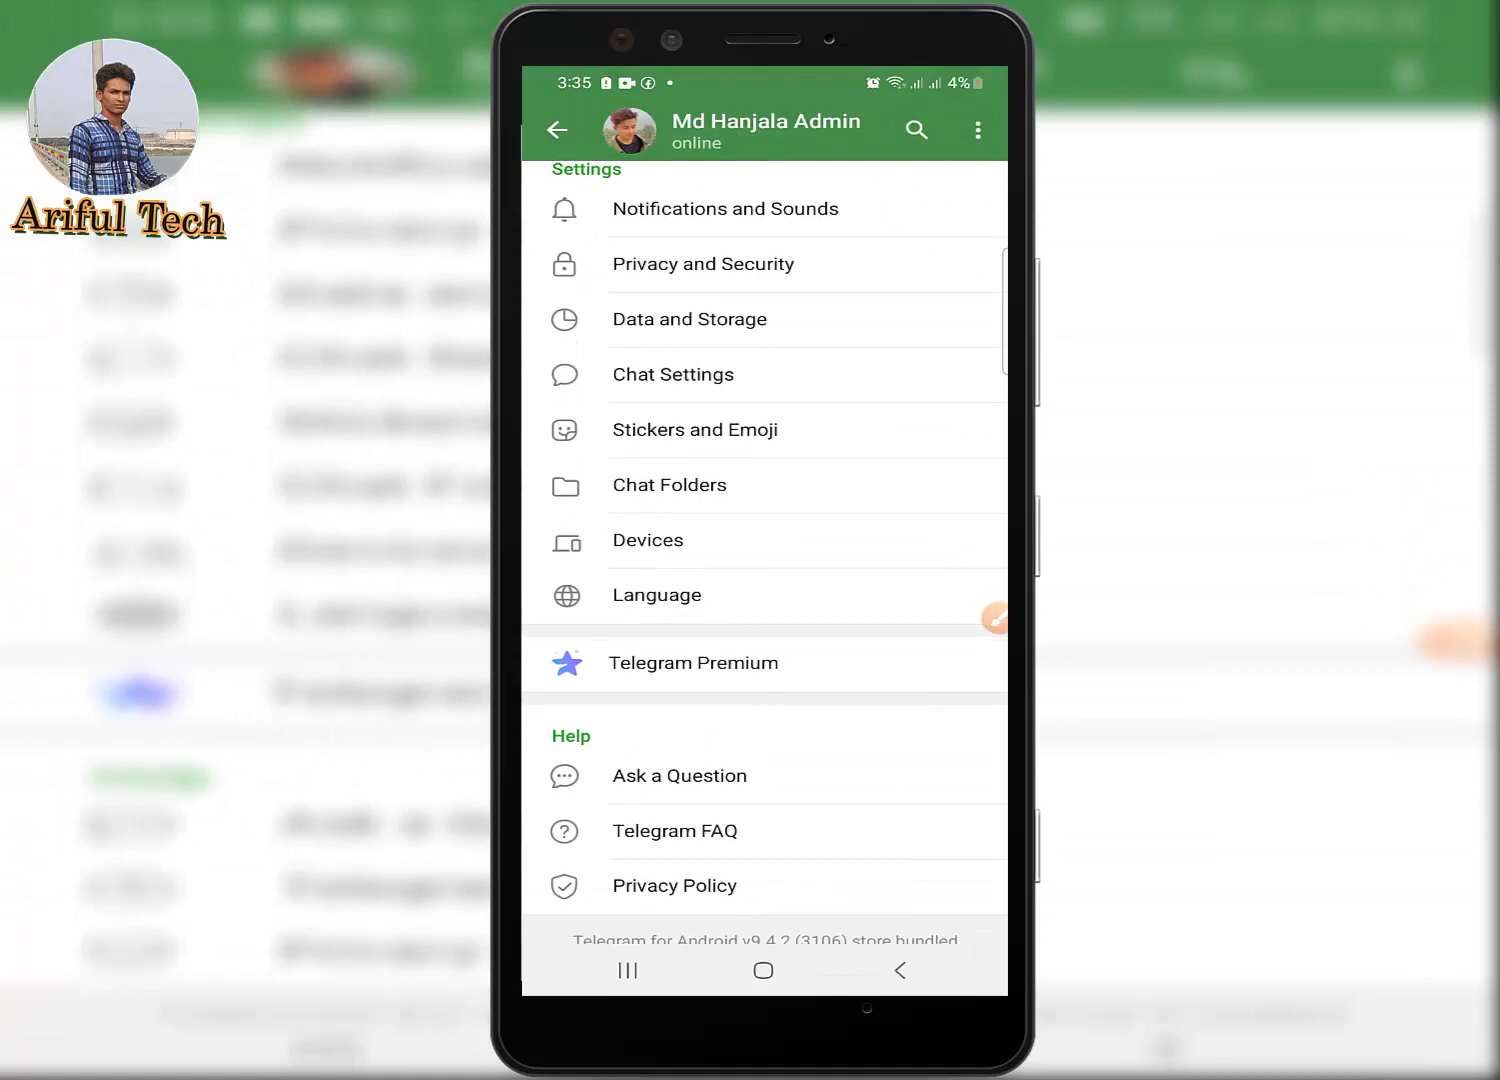 Ariful Tech
3:35
4%
Md Hanjala Admin
online
Settings
Notifications and Sounds
Privacy and Security
Data and Storage
Chat Settings
Stickers and Emoji
Chat Folders
Devices
Language
Telegram Premium
Help
Ask a Question
Telegram FAQ
Privacy Policy
Telegram for Android v9.4.2 (3106) store bundled